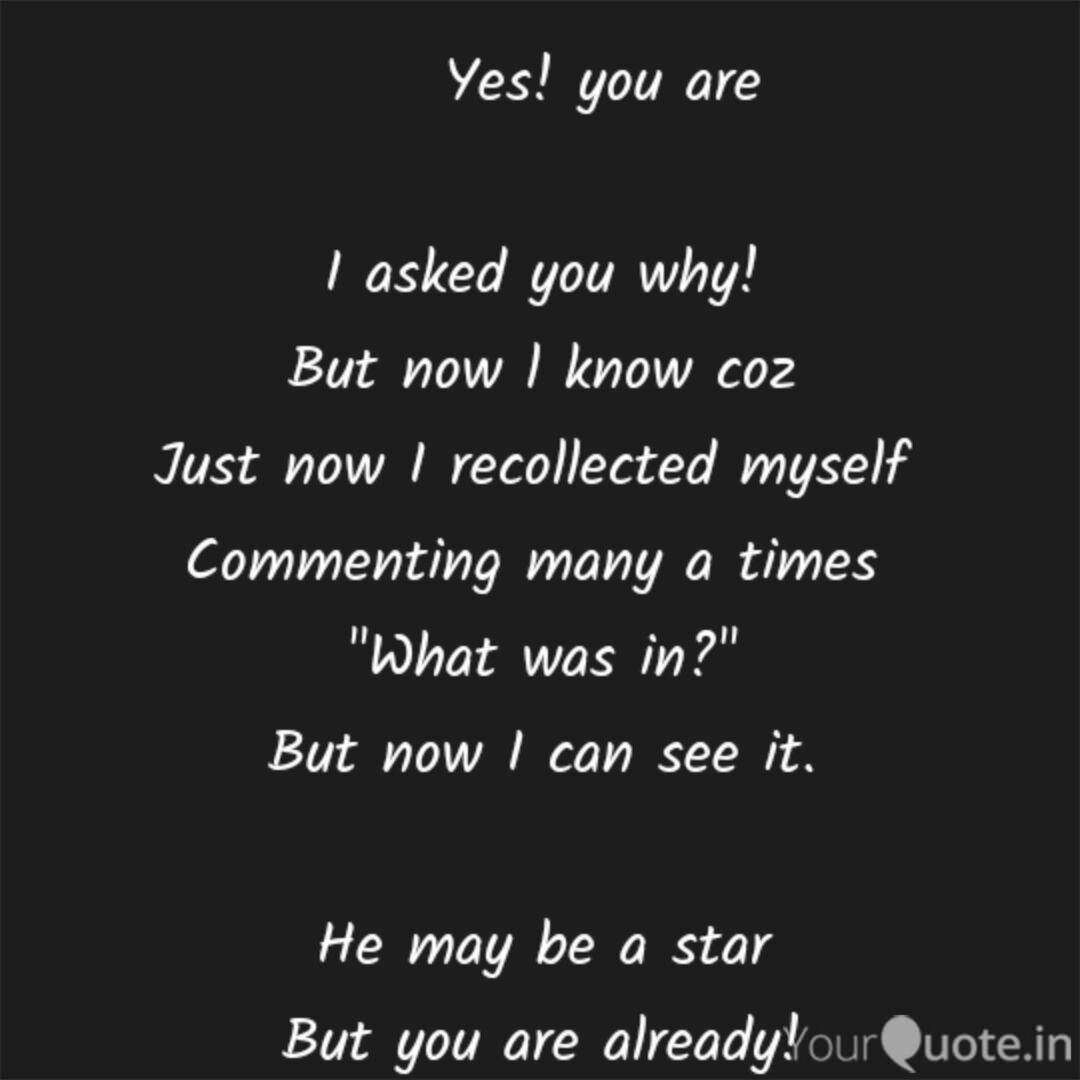 Yes! you are
I asked you why!
But now l know coz
Just now I recollected myself
Commenting many a times
"What was in?"
But now I can see it.
He may be a star
But you are already!
YourQuote.in